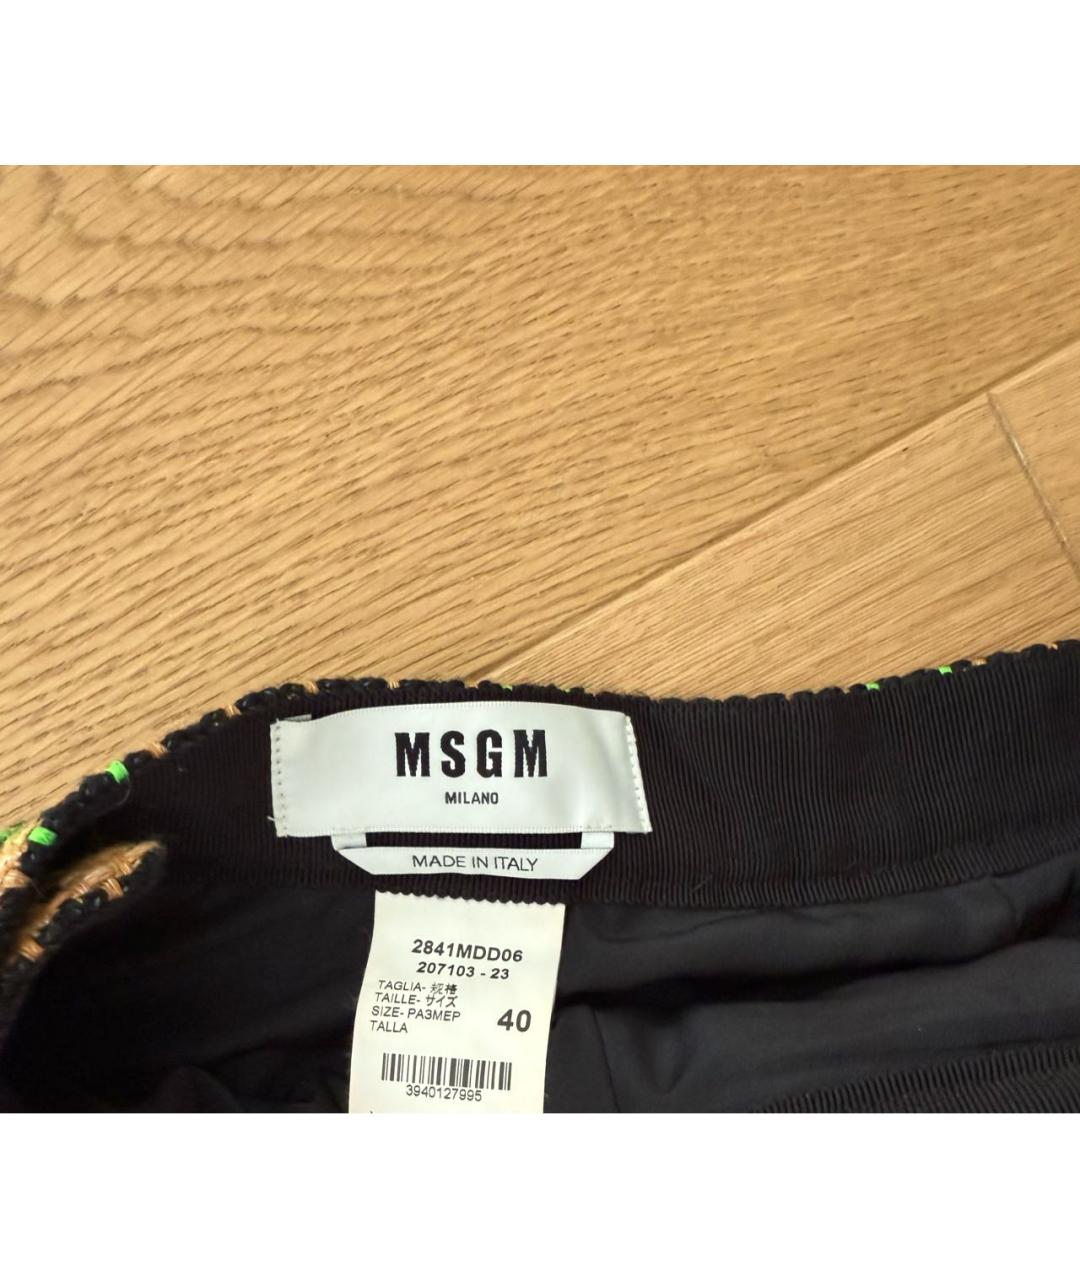 MSGM
MILANO
MADE IN ITALY
2841MDD06
207103 - 23
TAGLIA- 规格
TAILLE- サイズ
SIZE- РАЗМЕР
TALLA
40
3940127995